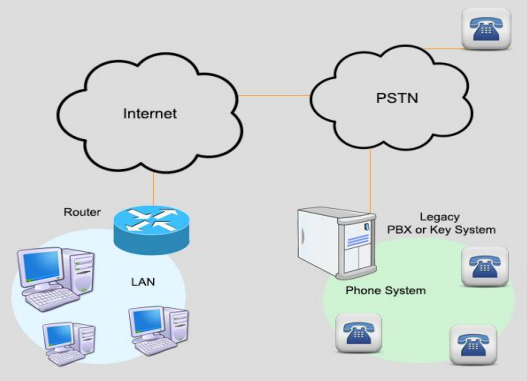 Internet
PSTN
Router
LAN
Legacy
PBX or Key System
Phone System